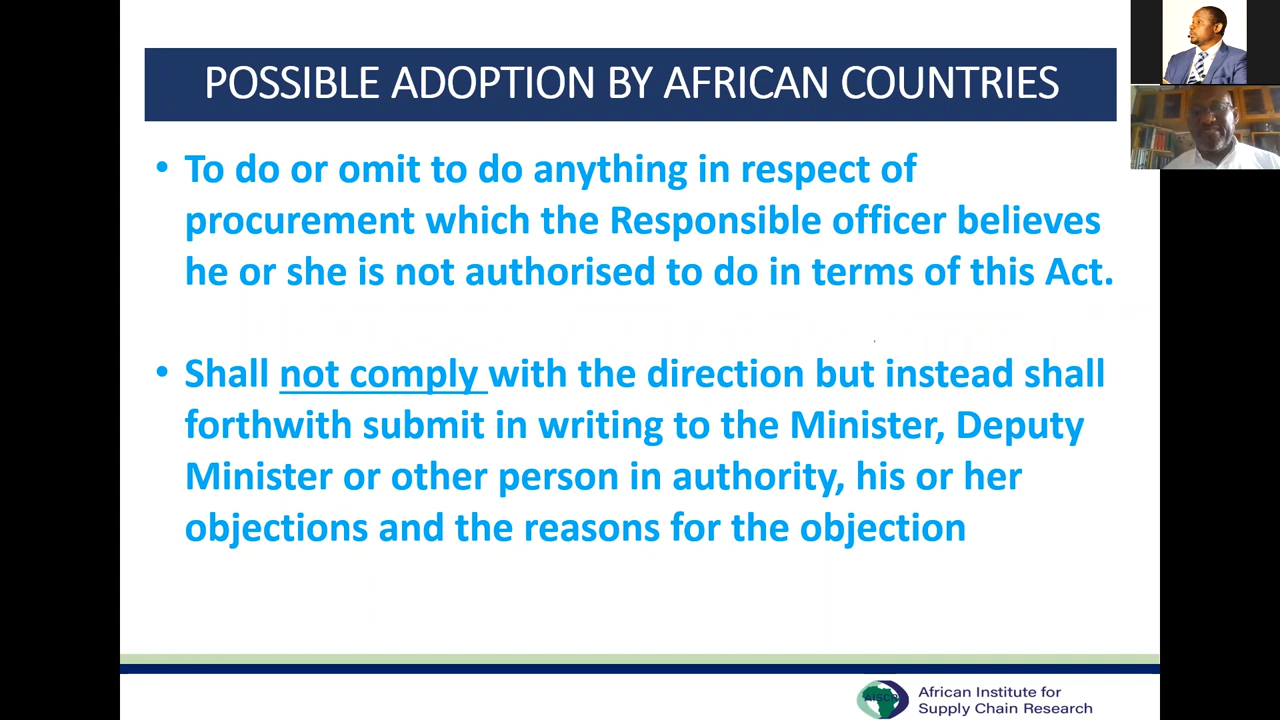 POSSIBLE ADOPTION BY AFRICAN COUNTRIES
• To do or omit to do anything in respect of
procurement which the Responsible officer believes
he or she is not authorised to do in terms of this Act.
• Shall not comply with the direction but instead shall
forthwith submit in writing to the Minister, Deputy
Minister or other person in authority, his or her
objections and the reasons for the objection
AISCR
African Institute for
Supply Chain Research